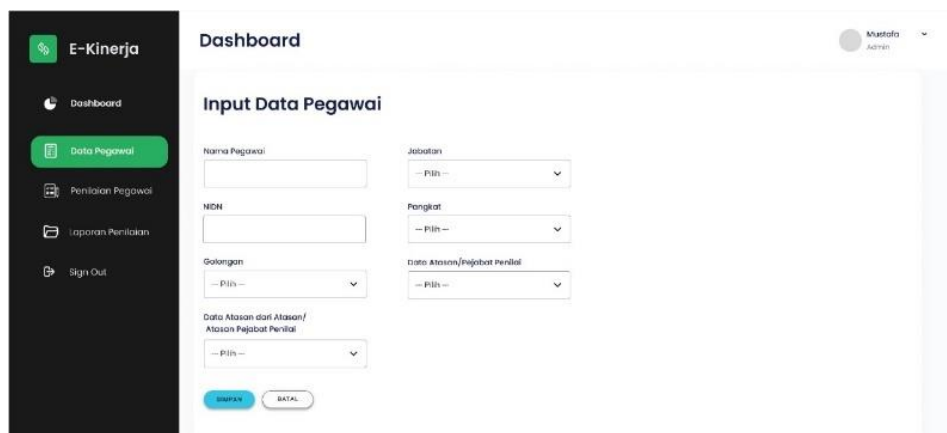 E-Kinerja
Dashboard
Mustofa
Admin
Dashboard
Data Pegawai
Penilaian Pegawai
Laporan Penilaian
Sign Out
Input Data Pegawai
Nama Pegawai
Jabatan
-- Pilih --
NIDN
Pangkat
-- Pilih --
Golongan
Data Atasan/Pejabat Penilai
-- Pilih --
-- Pilih --
Data Atasan dari Atasan/
Atasan Pejabat Penilai
-- Pilih --
SIMPAN
BATAL